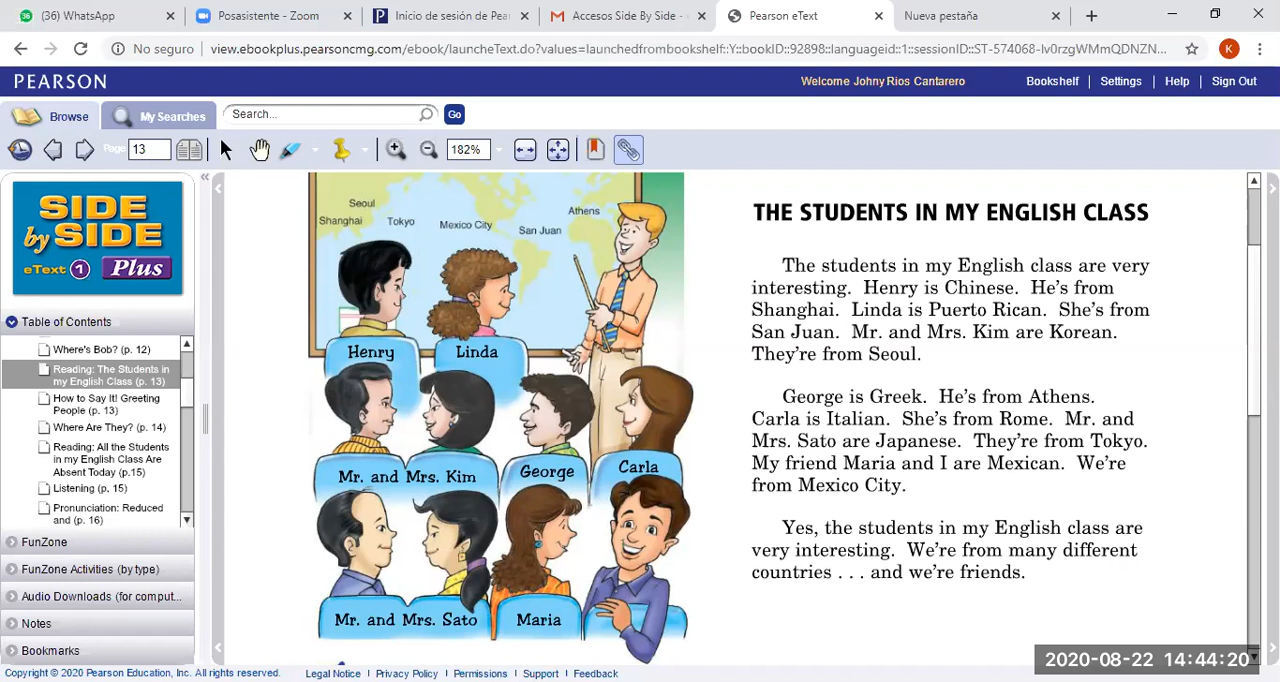 (36) WhatsApp
Posasistente - Zoom
Inicio de sesión de Pe
Accesos Side By Side -
Pearson eText
Nueva pestaña
No seguro
view.ebookplus.pearsoncmg.com/ebook/launcheText.do?values=launchedfrombookshelf::Y::bookID::92898::languageid::1::sessionID::ST-574068-lv0rzgWMmQDNZN...
K
PEARSON
Welcome Johny Rios Cantarero
Bookshelf | Settings | Help | Sign Out
Browse
My Searches
Search...
Go
Page 13
182%
SIDE
by SIDE
eText 1 Plus
Table of Contents
Where's Bob? (p. 12)
Reading: The Students in
my English Class (p. 13)
How to Say It! Greeting
People (p. 13)
Where Are They? (p. 14)
Reading: All the Students
in my English Class Are
Absent Today (p.15)
Listening (p. 15)
Pronunciation: Reduced
and (p. 16)
FunZone
FunZone Activities (by type)
Audio Downloads (for comput...
Notes
Bookmarks
Seoul
Shanghai
Tokyo
Mexico City
San Juan
Athens
Henry
Linda
Mr. and Mrs. Kim
George
Carla
Mr. and Mrs. Sato
Maria
THE STUDENTS IN MY ENGLISH CLASS
The students in my English class are very
interesting. Henry is Chinese. He's from
Shanghai. Linda is Puerto Rican. She's from
San Juan. Mr. and Mrs. Kim are Korean.
They're from Seoul.
George is Greek. He's from Athens.
Carla is Italian. She's from Rome. Mr. and
Mrs. Sato are Japanese. They're from Tokyo.
My friend Maria and I are Mexican. We're
from Mexico City.
Yes, the students in my English class are
very interesting. We're from many different
countries . . . and we're friends.
2020-08-22 14:44:20
Copyright © 2020 Pearson Education, Inc. All rights reserved.
Legal Notice | Privacy Policy | Permissions | Support | Feedback